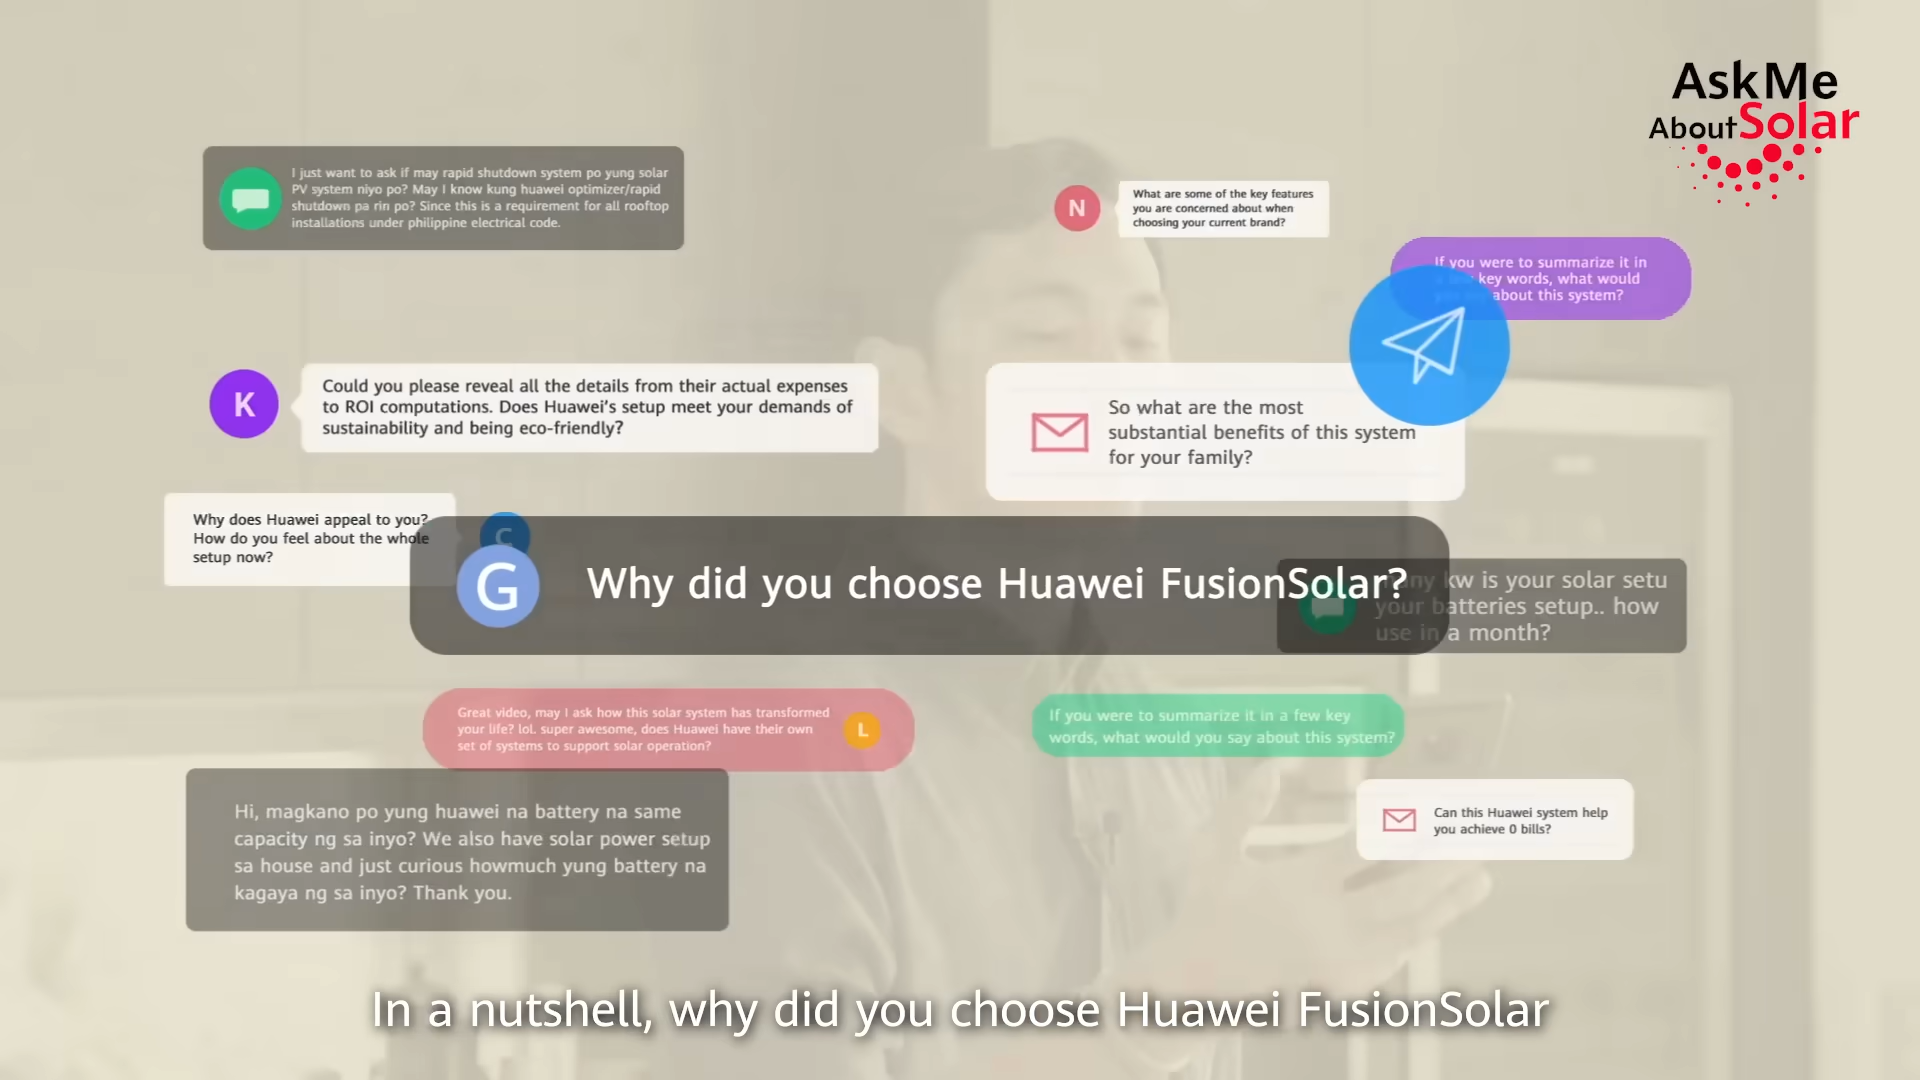 AskMe
AboutSolar
I just want to ask if may rapid shutdown system po yung solar
PV system niyo po? May I know kung huawei optimizer/rapid
shutdown pa rin po? Since this is a requirement for all rooftop
installations under philippine electrical code.
N
What are some of the key features
you are concerned about when
choosing your current brand?
If you were to summarize it in
key words, what would
about this system?
K
Could you please reveal all the details from their actual expenses
to ROI computations. Does Huawei's setup meet your demands of
sustainability and being eco-friendly?
So what are the most
substantial benefits of this system
for your family?
Why does Huawei appeal to you?
How do you feel about the whole
setup now?
C
G
Why did you choose Huawei FusionSolar?
kw is your solar setu
your batteries setup.. how
use in a month?
Great video, may I ask how this solar system has transformed
your life? lol. super awesome, does Huawei have their own
set of systems to support solar operation?
L
If you were to summarize it in a few key
words, what would you say about this system?
Hi, magkano po yung huawei na battery na same
capacity ng sa inyo? We also have solar power setup
sa house and just curious howmuch yung battery na
kagaya ng sa inyo? Thank you.
Can this Huawei system help
you achieve 0 bills?
In a nutshell, why did you choose Huawei FusionSolar